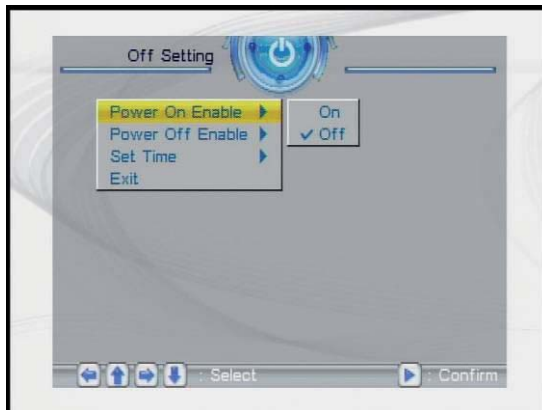 Off Setting
Power On Enable
On
Power Off Enable
Off
Set Time
Exit
: Select
: Confirm